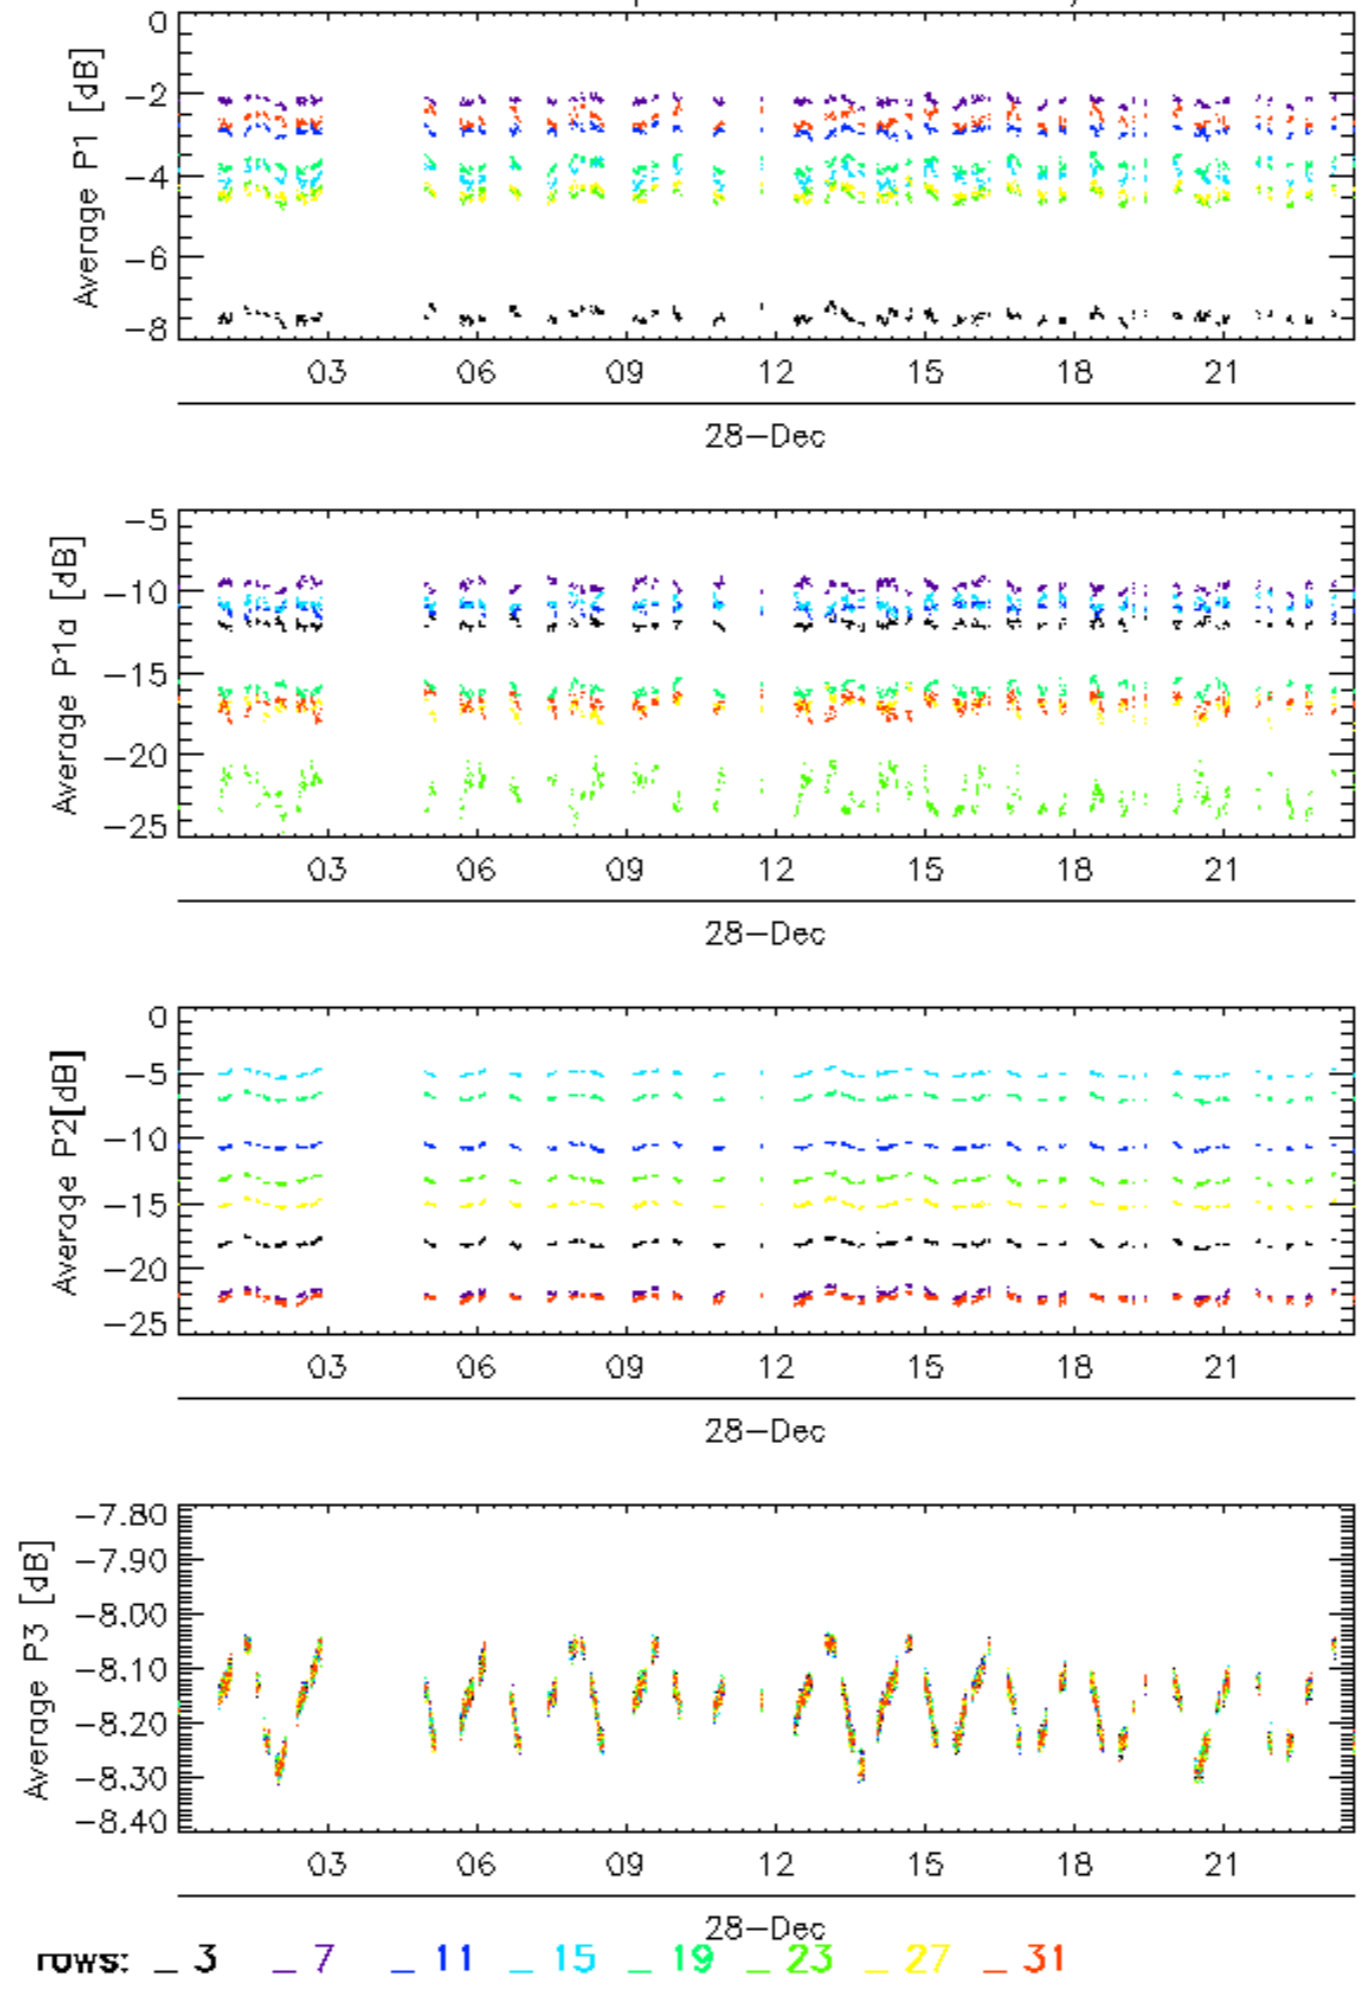 0
-2
-4
-6
-8
Average P1 [dB]
03 06 09 12 15 18 21
28-Dec
-5
-10
-15
-20
-25
Average P1a [dB]
03 06 09 12 15 18 21
28-Dec
0
-5
-10
-15
-20
-25
Average P2[dB]
03 06 09 12 15 18 21
28-Dec
-7.80
-7.90
-8.00
-8.10
-8.20
-8.30
-8.40
Average P3 [dB]
03 06 09 12 15 18 21
28-Dec
rows: _ 3 _ 7 _ 11 _ 15 _ 19 _ 23 _ 27 _ 31